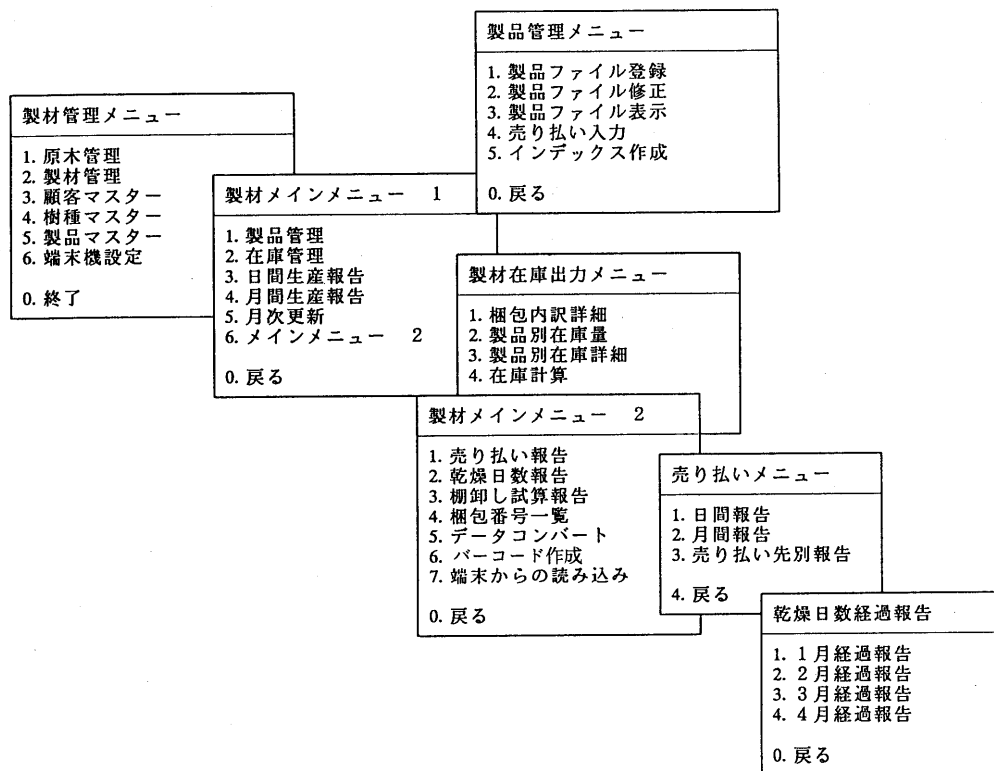 製品管理メニュー
1. 製品ファイル登録
2. 製品ファイル修正
3. 製品ファイル表示
4. 売り払い入力
5. インデックス作成
0. 戻る
製材管理メニュー
1. 原木管理
2. 製材管理
3. 顧客マスター
4. 樹種マスター
5. 製品マスター
6. 端末機設定
0. 終了
製材メインメニュー 1
1. 製品管理
2. 在庫管理
3. 日間生産報告
4. 月間生産報告
5. 月次更新
6. メインメニュー 2
0. 戻る
製材在庫出力メニュー
1. 梱包内訳詳細
2. 製品別在庫量
3. 製品別在庫詳細
4. 在庫計算
製材メインメニュー 2
1. 売り払い報告
2. 乾燥日数報告
3. 棚卸し試算報告
4. 梱包番号一覧
5. データコンバート
6. バーコード作成
7. 端末からの読み込み
0. 戻る
売り払いメニュー
1. 日間報告
2. 月間報告
3. 売り払い先別報告
4. 戻る
乾燥日数経過報告
1. 1月経過報告
2. 2月経過報告
3. 3月経過報告
4. 4月経過報告
0. 戻る